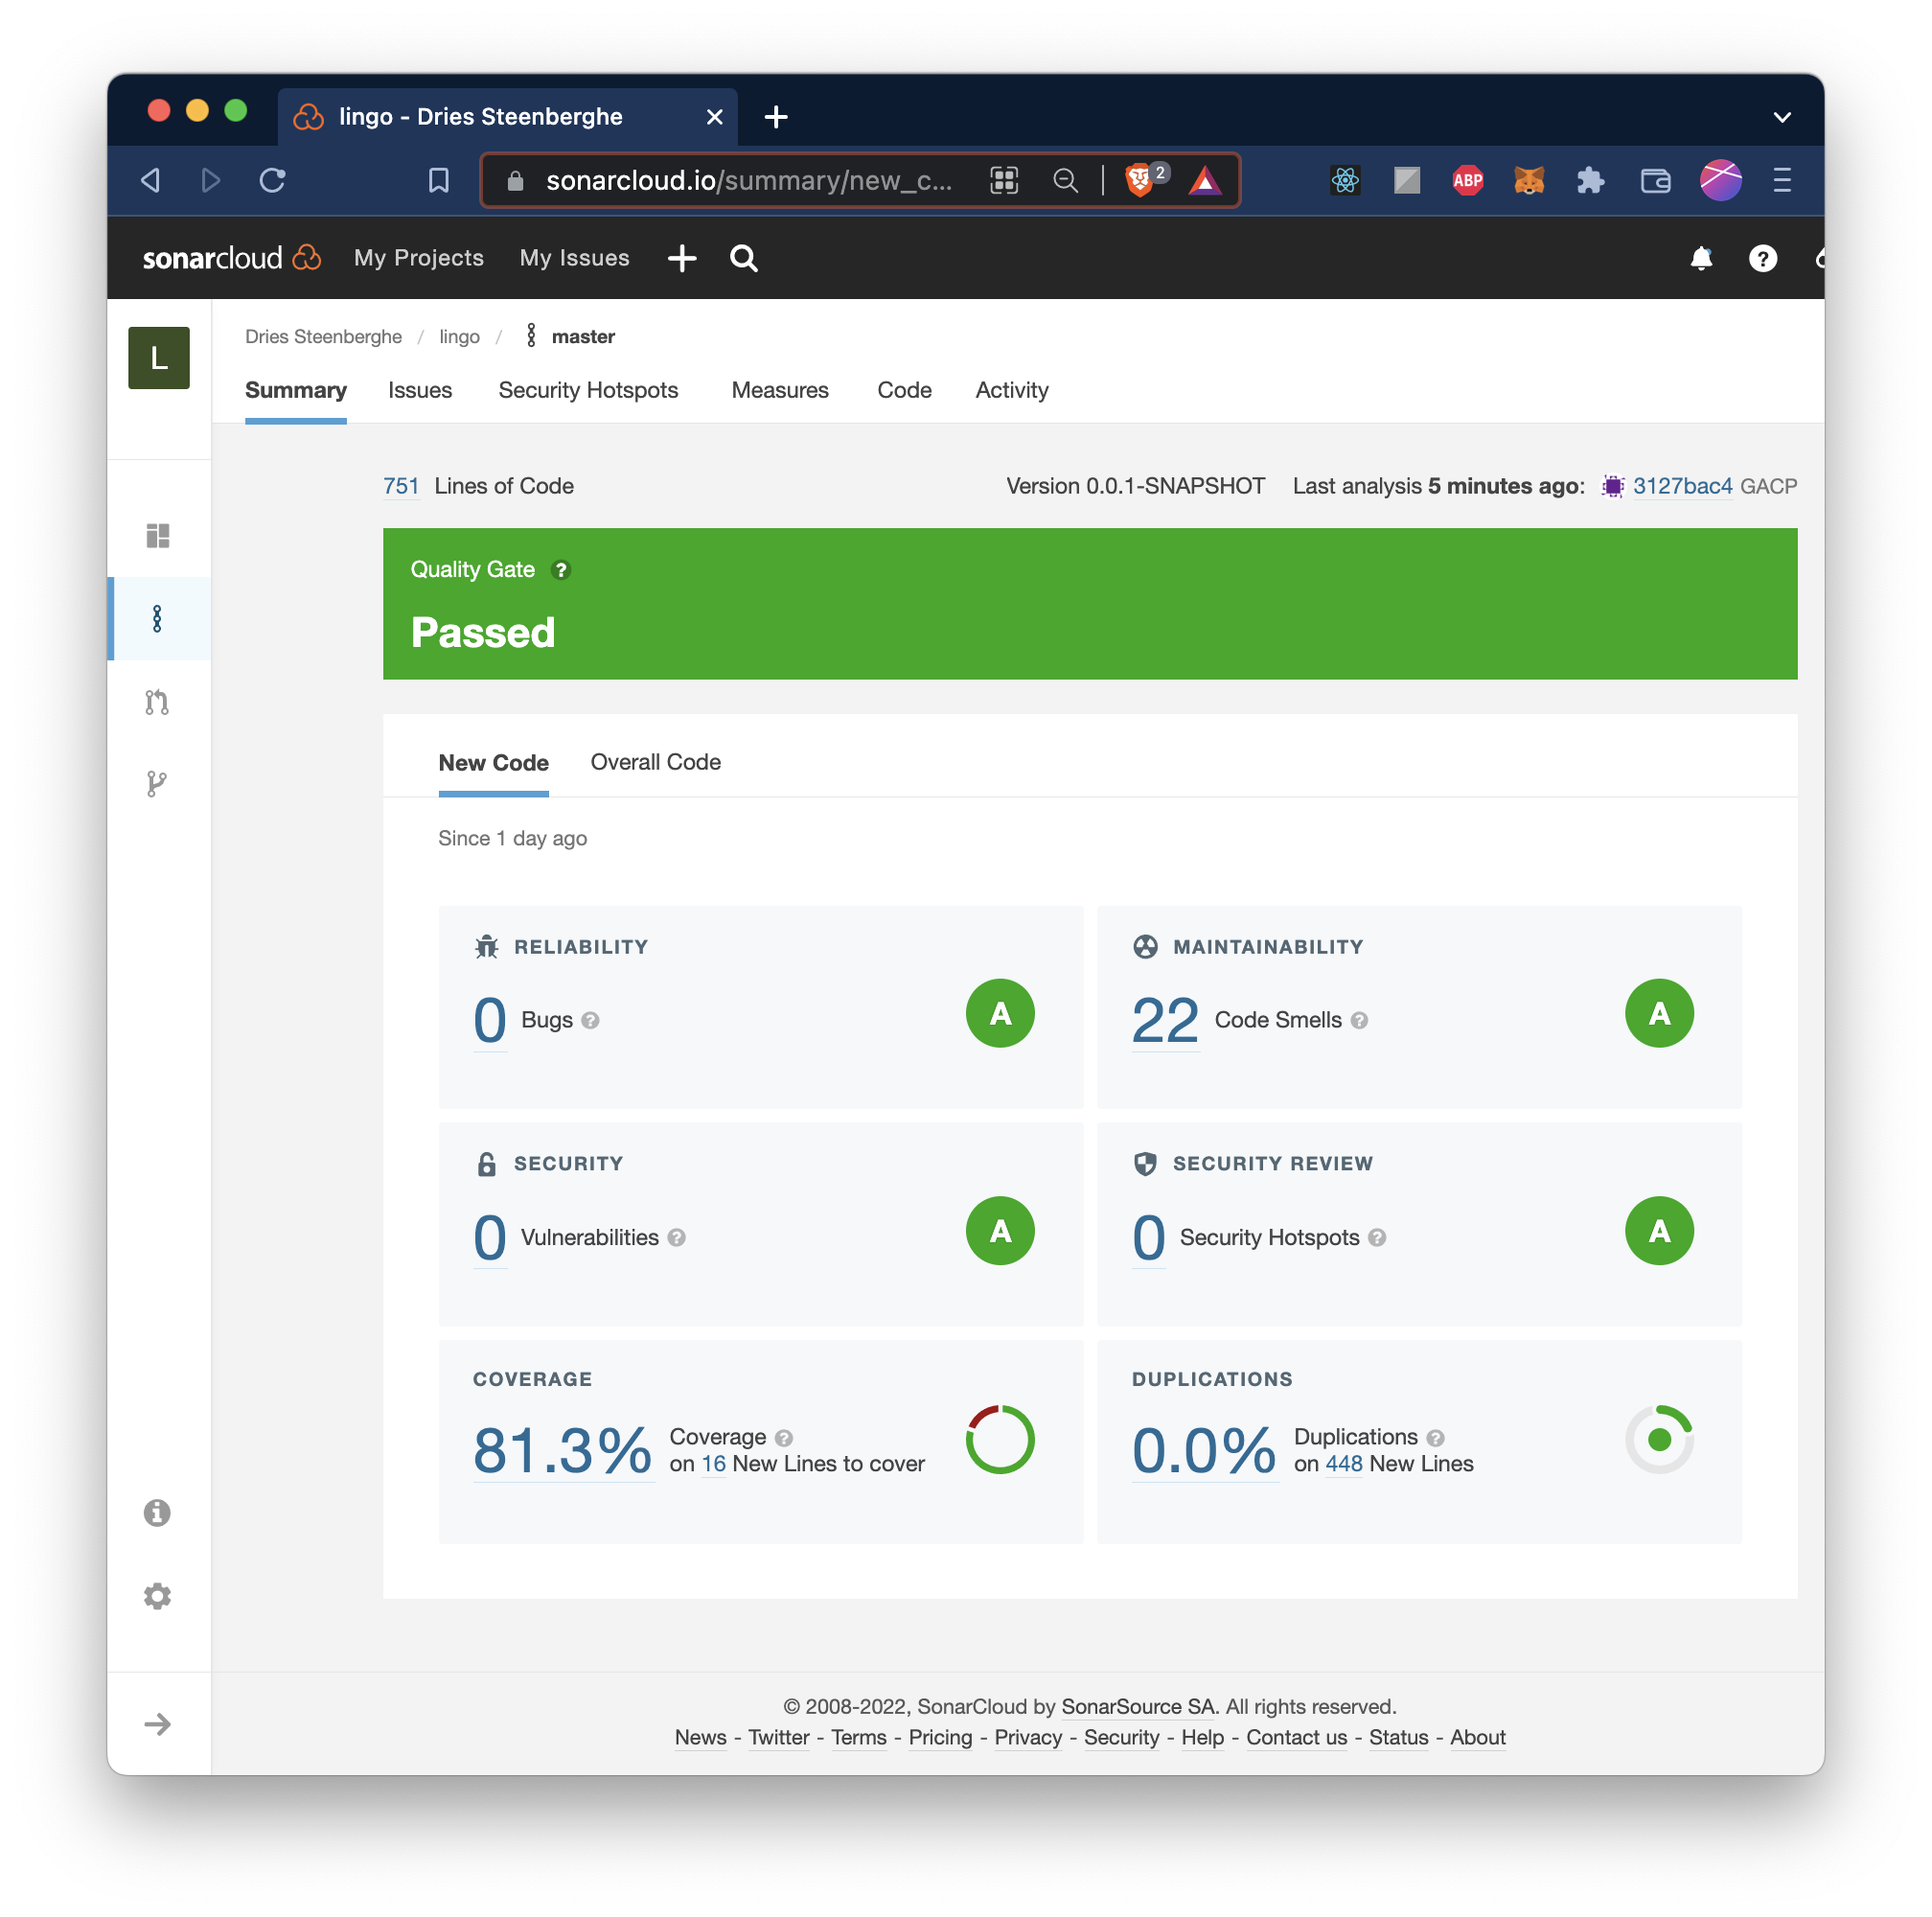 lingo - Dries Steenberghe
sonarcloud.io/summary/new_c...
2
ABP
sonarcloud My Projects My Issues
?
L
Dries Steenberghe / lingo / master
Summary Issues Security Hotspots Measures Code Activity
751 Lines of Code Version 0.0.1-SNAPSHOT Last analysis 5 minutes ago: 3127bac4 GACP
Quality Gate ?
Passed
New Code Overall Code
Since 1 day ago
RELIABILITY
0 Bugs ? A
MAINTAINABILITY
22 Code Smells ? A
SECURITY
0 Vulnerabilities ? A
SECURITY REVIEW
0 Security Hotspots ? A
COVERAGE
81.3% Coverage ?
on 16 New Lines to cover
DUPLICATIONS
0.0% Duplications ?
on 448 New Lines
© 2008-2022, SonarCloud by SonarSource SA. All rights reserved.
News - Twitter - Terms - Pricing - Privacy - Security - Help - Contact us - Status - About